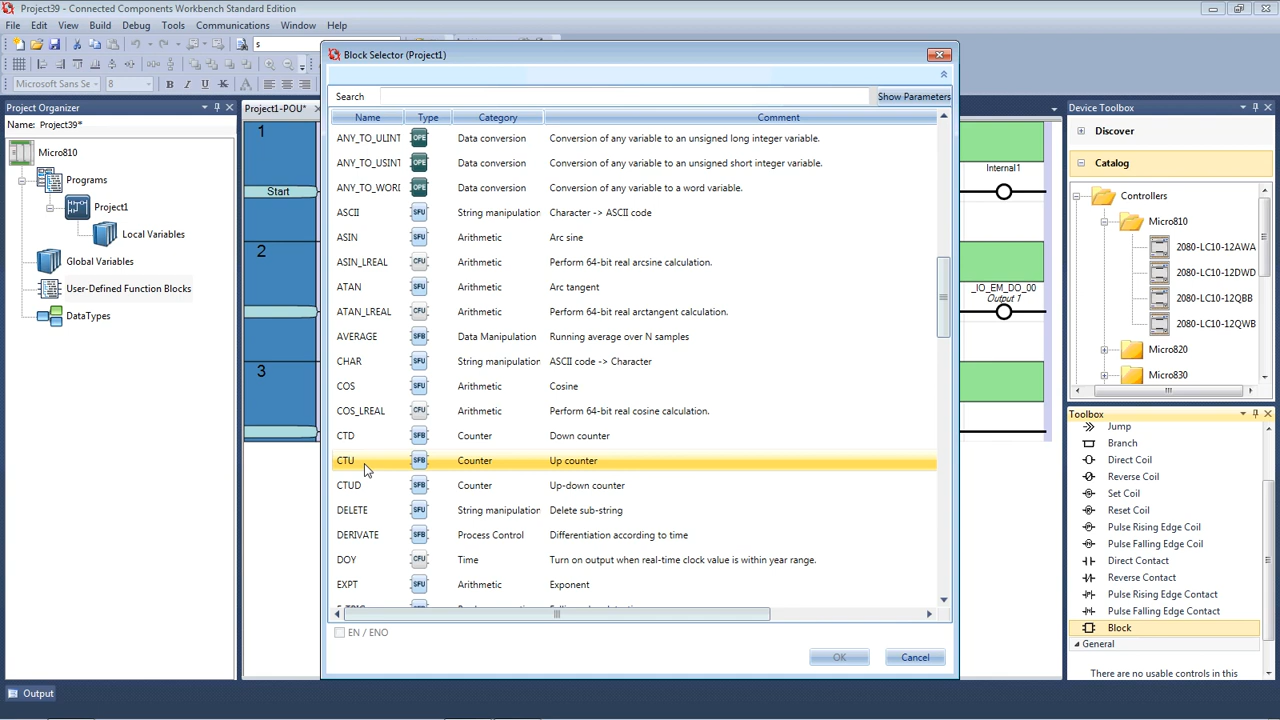 Project39 - Connected Components Workbench Standard Edition
File Edit View Build Debug Tools Communications Window Help
s
Microsoft Sans Se 8 B I U A
Project Organizer
Name: Project39*
Micro810
Programs
Project1
Local Variables
Global Variables
User-Defined Function Blocks
DataTypes
Project1-POU*
1
Start
2
3
Block Selector (Project1)
Search Show Parameters
Name Type Category Comment
ANY_TO_ULINT OPE Data conversion Conversion of any variable to an unsigned long integer variable.
ANY_TO_USINT OPE Data conversion Conversion of any variable to an unsigned short integer variable.
ANY_TO_WORD OPE Data conversion Conversion of any variable to a word variable.
ASCII SFU String manipulation Character -> ASCII code
ASIN SFU Arithmetic Arc sine
ASIN_LREAL CFU Arithmetic Perform 64-bit real arcsine calculation.
ATAN SFU Arithmetic Arc tangent
ATAN_LREAL CFU Arithmetic Perform 64-bit real arctangent calculation.
AVERAGE SFB Data Manipulation Running average over N samples
CHAR SFU String manipulation ASCII code -> Character
COS SFU Arithmetic Cosine
COS_LREAL CFU Arithmetic Perform 64-bit real cosine calculation.
CTD SFB Counter Down counter
CTU SFB Counter Up counter
CTUD SFB Counter Up-down counter
DELETE SFU String manipulation Delete sub-string
DERIVATE SFB Process Control Differentiation according to time
DOY CFU Time Turn on output when real-time clock value is within year range.
EXPT SFU Arithmetic Exponent
EN / ENO
OK Cancel
Internal1
_IO_EM_DO_00
Output 1
Device Toolbox
Discover
Catalog
Controllers
Micro810
2080-LC10-12AWA
2080-LC10-12DWD
2080-LC10-12QBB
2080-LC10-12QWB
Micro820
Micro830
Toolbox
Jump
Branch
Direct Coil
Reverse Coil
Set Coil
Reset Coil
Pulse Rising Edge Coil
Pulse Falling Edge Coil
Direct Contact
Reverse Contact
Pulse Rising Edge Contact
Pulse Falling Edge Contact
Block
General
There are no usable controls in this
Output